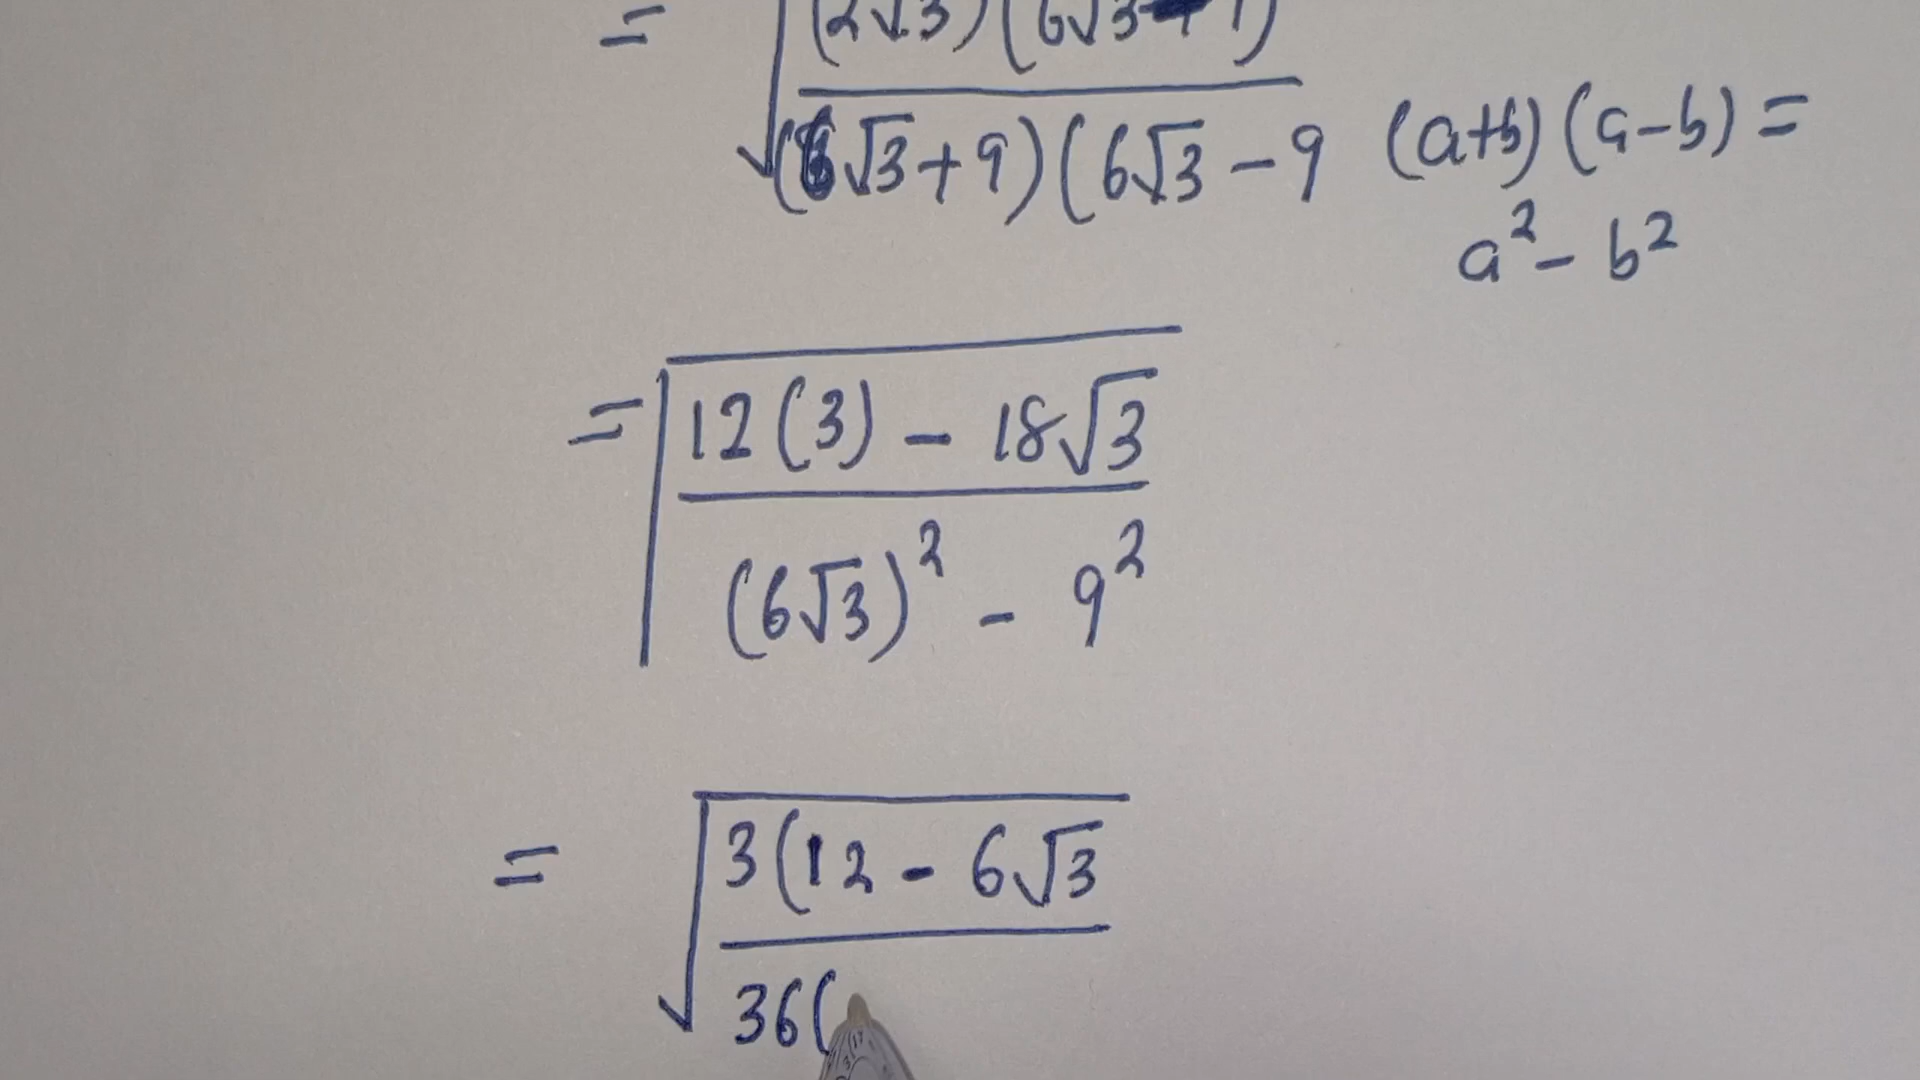 = √(2√3)(6√3-9)
(6√3+9)(6√3-9 (a+b)(a-b)=
a²-b²
= √12(3) - 18√3
(6√3)² - 9²
= √3(12 - 6√3
36(